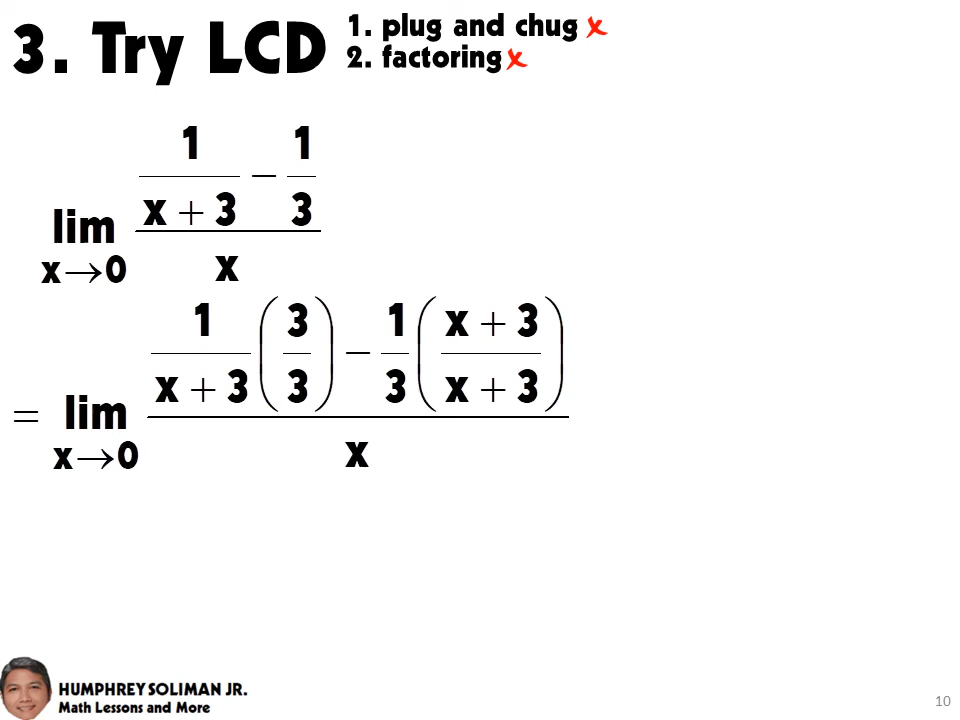 3. Try LCD
1. plug and chug x
2. factoring x
1 1
— − —
x + 3 3
lim
x→0 x
1 ( 3 ) 1 ( x + 3 )
— ( — ) − — ( — )
x + 3 ( 3 ) 3 ( x + 3 )
= lim
x→0 x
HUMPHREY SOLIMAN JR.
Math Lessons and More
10